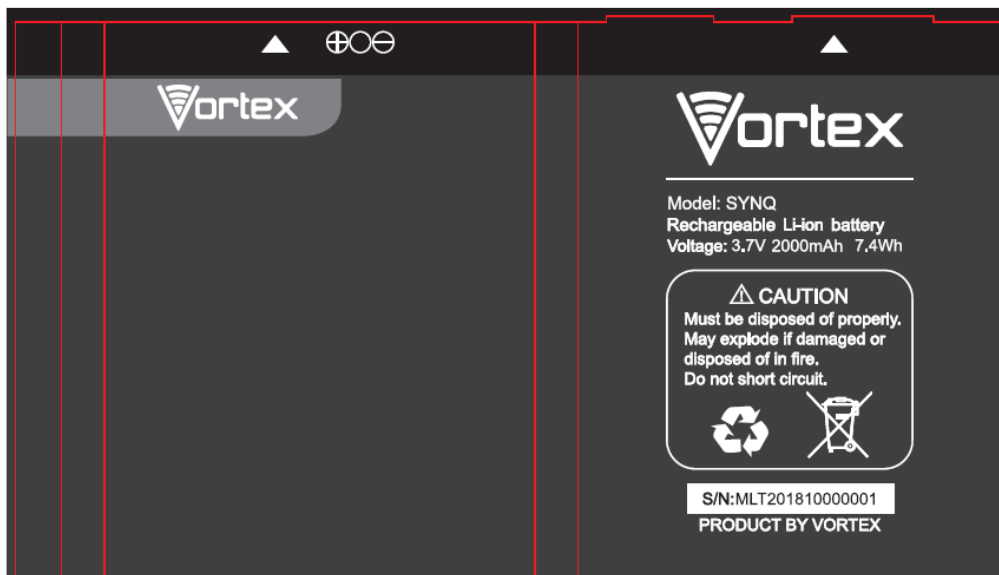 Vortex
Vortex
Model: SYNQ
Rechargeable Li-ion battery
Voltage: 3.7V 2000mAh 7.4Wh
CAUTION
Must be disposed of properly.
May explode if damaged or
disposed of in fire.
Do not short circuit.
S/N:MLT201810000001
PRODUCT BY VORTEX